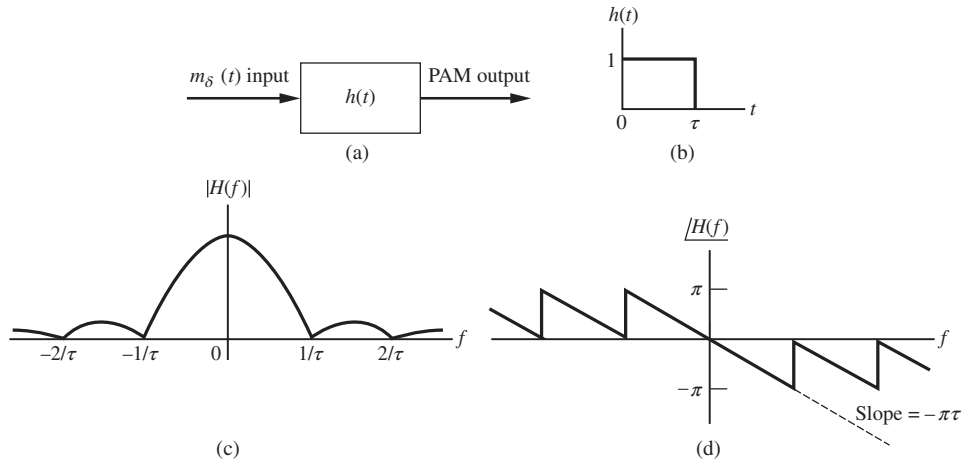 m_δ (t) input
h(t)
PAM output
(a)
h(t)
1
0
τ
t
(b)
|H(f)|
−2/τ
−1/τ
0
1/τ
2/τ
f
(c)
/H(f)
π
f
−π
Slope = −πτ
(d)